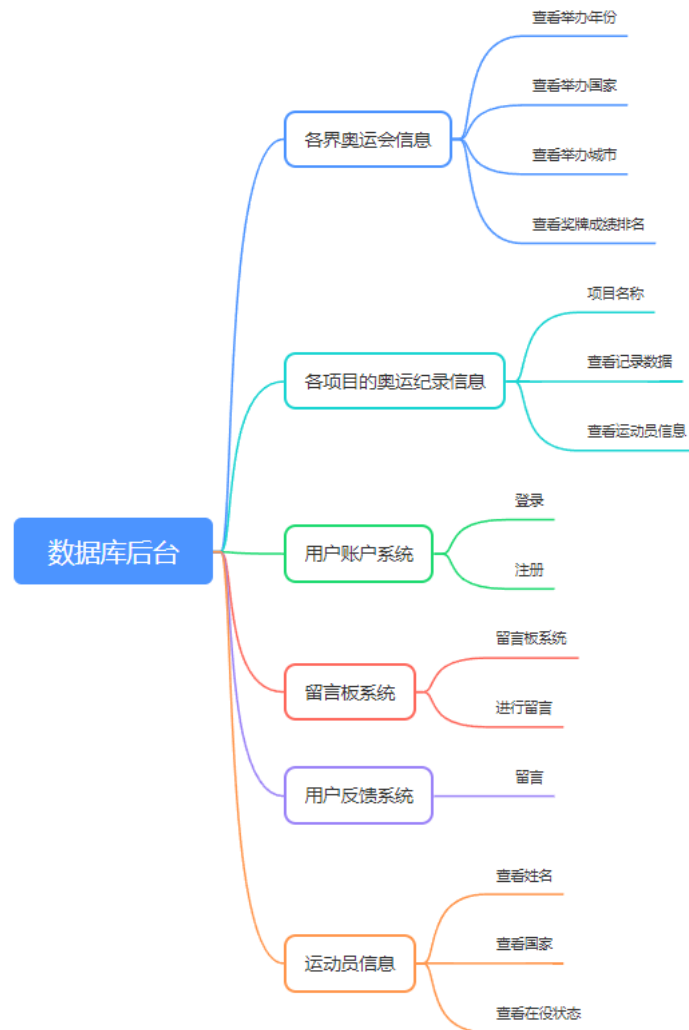 数据库后台
各界奥运会信息
查看举办年份
查看举办国家
查看举办城市
查看奖牌成绩排名
各项目的奥运纪录信息
项目名称
查看记录数据
查看运动员信息
用户账户系统
登录
注册
留言板系统
留言板系统
进行留言
用户反馈系统
留言
运动员信息
查看姓名
查看国家
查看在役状态